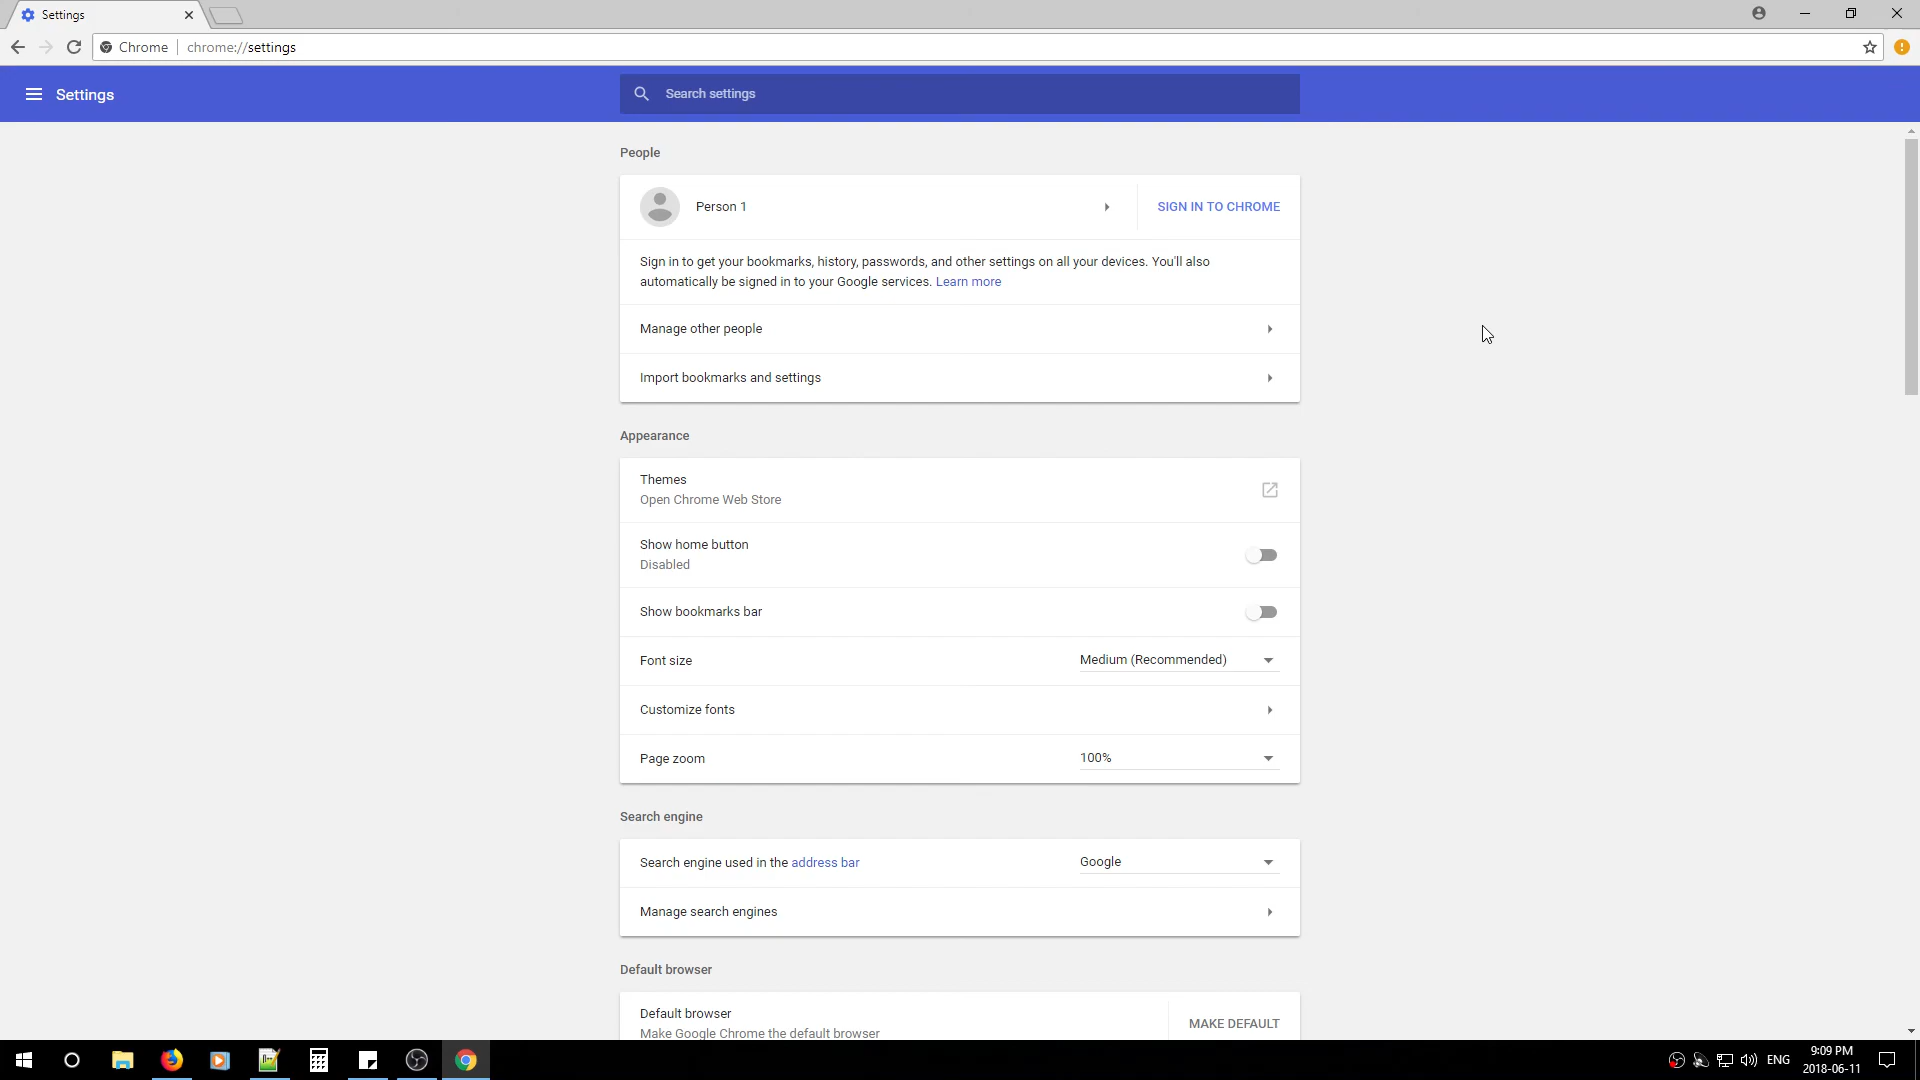 Settings
Chrome
chrome://settings
Settings
Search settings
People
Person 1
SIGN IN TO CHROME
Sign in to get your bookmarks, history, passwords, and other settings on all your devices. You'll also
automatically be signed in to your Google services. Learn more
Manage other people
Import bookmarks and settings
Appearance
Themes
Open Chrome Web Store
Show home button
Disabled
Show bookmarks bar
Font size
Medium (Recommended)
Customize fonts
Page zoom
100%
Search engine
Search engine used in the address bar
Google
Manage search engines
Default browser
Default browser
Make Google Chrome the default browser
MAKE DEFAULT
ENG
9:09 PM
2018-06-11